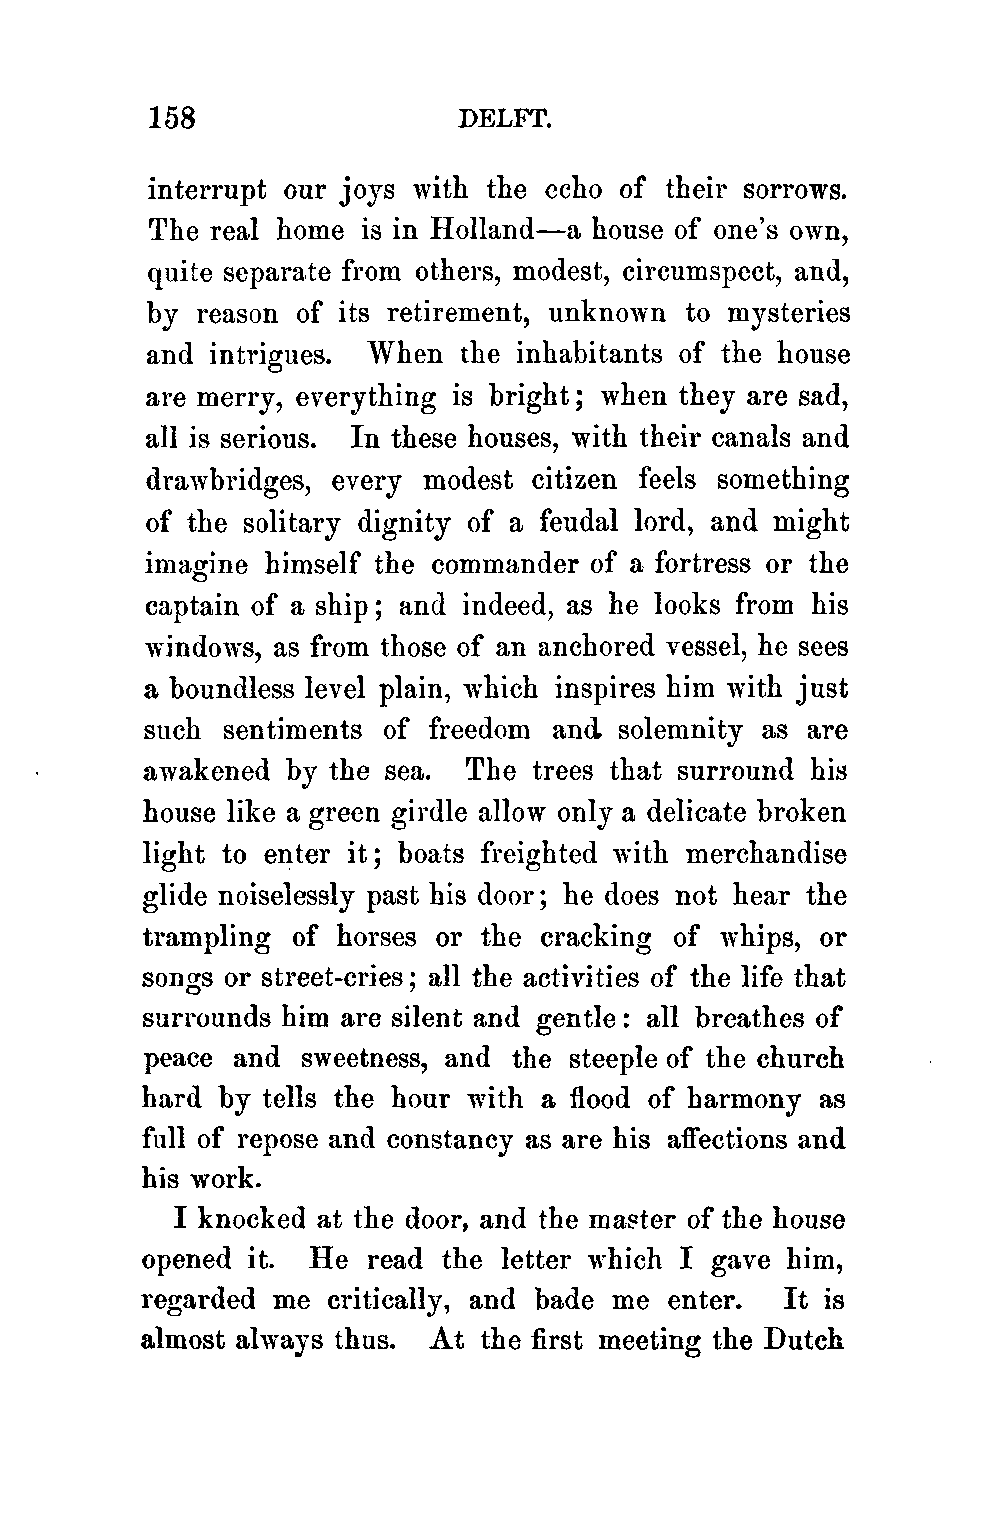 158 DELFT.
interrupt our joys with the echo of their sorrows.
The real home is in Holland—a house of one's own,
quite separate from others, modest, circumspect, and,
by reason of its retirement, unknown to mysteries
and intrigues. When the inhabitants of the house
are merry, everything is bright; when they are sad,
all is serious. In these houses, with their canals and
drawbridges, every modest citizen feels something
of the solitary dignity of a feudal lord, and might
imagine himself the commander of a fortress or the
captain of a ship; and indeed, as he looks from his
windows, as from those of an anchored vessel, he sees
a boundless level plain, which inspires him with just
such sentiments of freedom and solemnity as are
awakened by the sea. The trees that surround his
house like a green girdle allow only a delicate broken
light to enter it; boats freighted with merchandise
glide noiselessly past his door; he does not hear the
trampling of horses or the cracking of whips, or
songs or street-cries; all the activities of the life that
surrounds him are silent and gentle: all breathes of
peace and sweetness, and the steeple of the church
hard by tells the hour with a flood of harmony as
full of repose and constancy as are his affections and
his work.
I knocked at the door, and the master of the house
opened it. He read the letter which I gave him,
regarded me critically, and bade me enter. It is
almost always thus. At the first meeting the Dutch